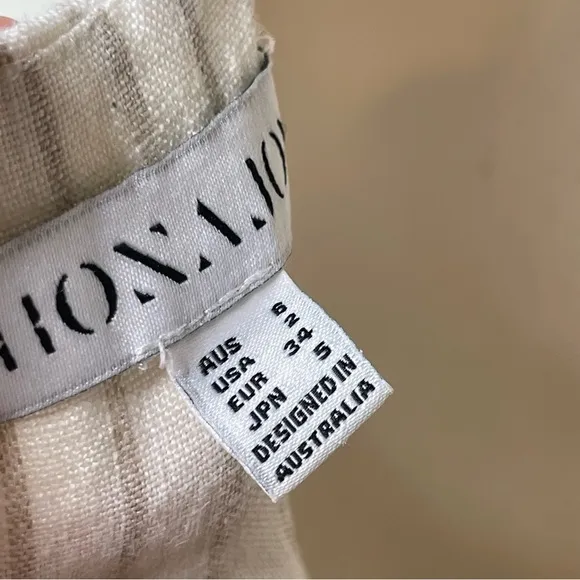 AUS 6
USA 2
EUR 34
JPN 5
DESIGNED IN
AUSTRALIA